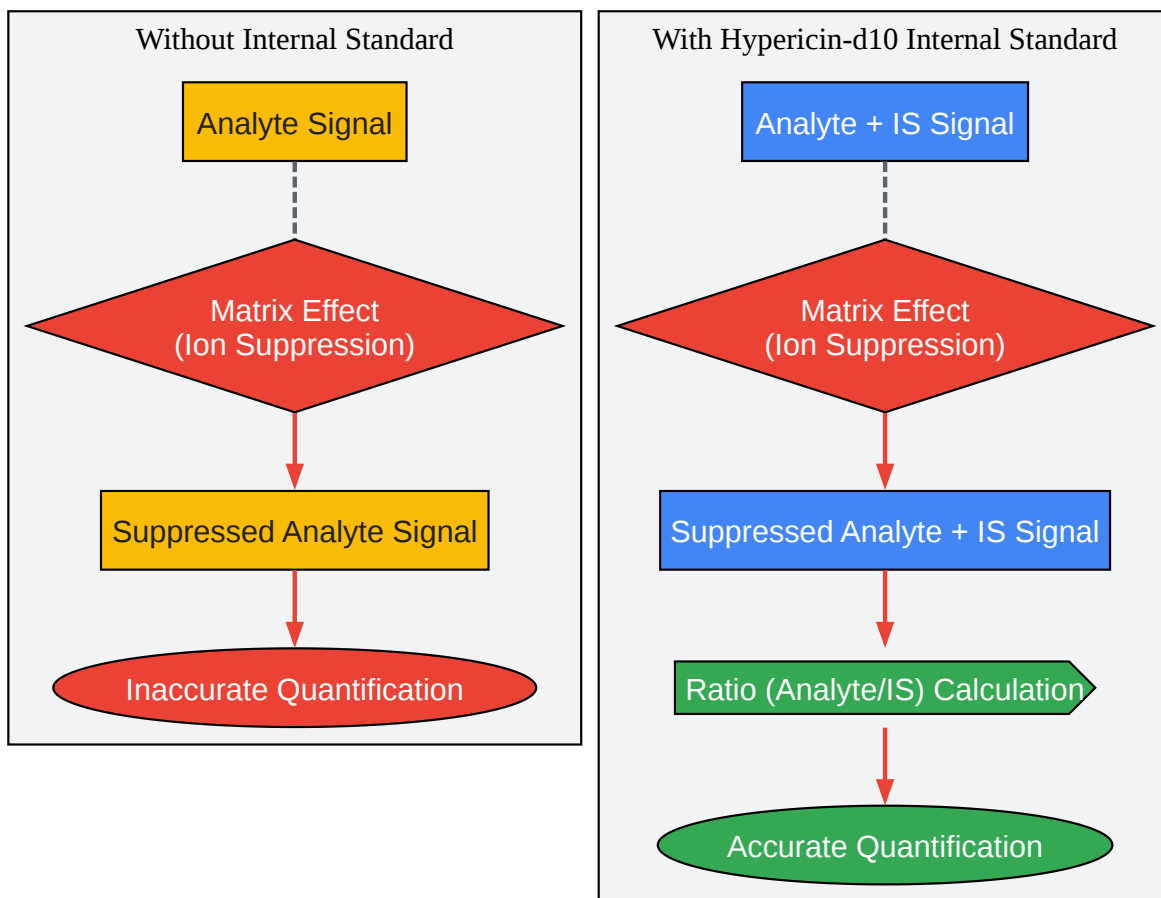 Without Internal Standard
Analyte Signal
Matrix Effect
(Ion Suppression)
Suppressed Analyte Signal
Inaccurate Quantification
With Hypericin-d10 Internal Standard
Analyte + IS Signal
Matrix Effect
(Ion Suppression)
Suppressed Analyte + IS Signal
Ratio (Analyte/IS) Calculation
Accurate Quantification